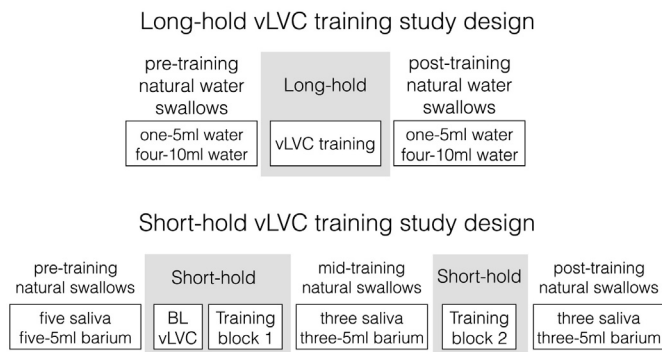 Long-hold vLVC training study design
pre-training
natural water
swallows
Long-hold
post-training
natural water
swallows
one-5ml water
four-10ml water
vLVC training
one-5ml water
four-10ml water
Short-hold vLVC training study design
pre-training
natural swallows
Short-hold
mid-training
natural swallows
Short-hold
post-training
natural swallows
five saliva
five-5ml barium
BL
vLVC
Training
block 1
three saliva
three-5ml barium
Training
block 2
three saliva
three-5ml barium